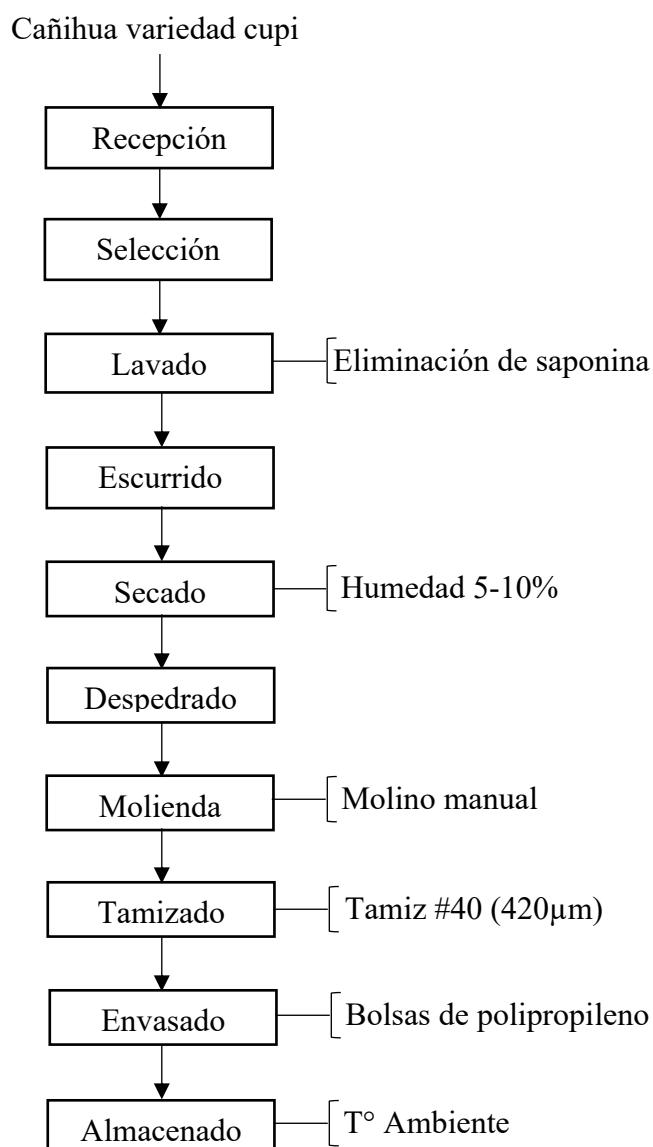 Cañihua variedad cupi
Recepción
Selección
Lavado
Eliminación de saponina
Escurrido
Secado
Humedad 5-10%
Despedrado
Molienda
Molino manual
Tamizado
Tamiz #40 (420µm)
Envasado
Bolsas de polipropileno
Almacenado
T° Ambiente